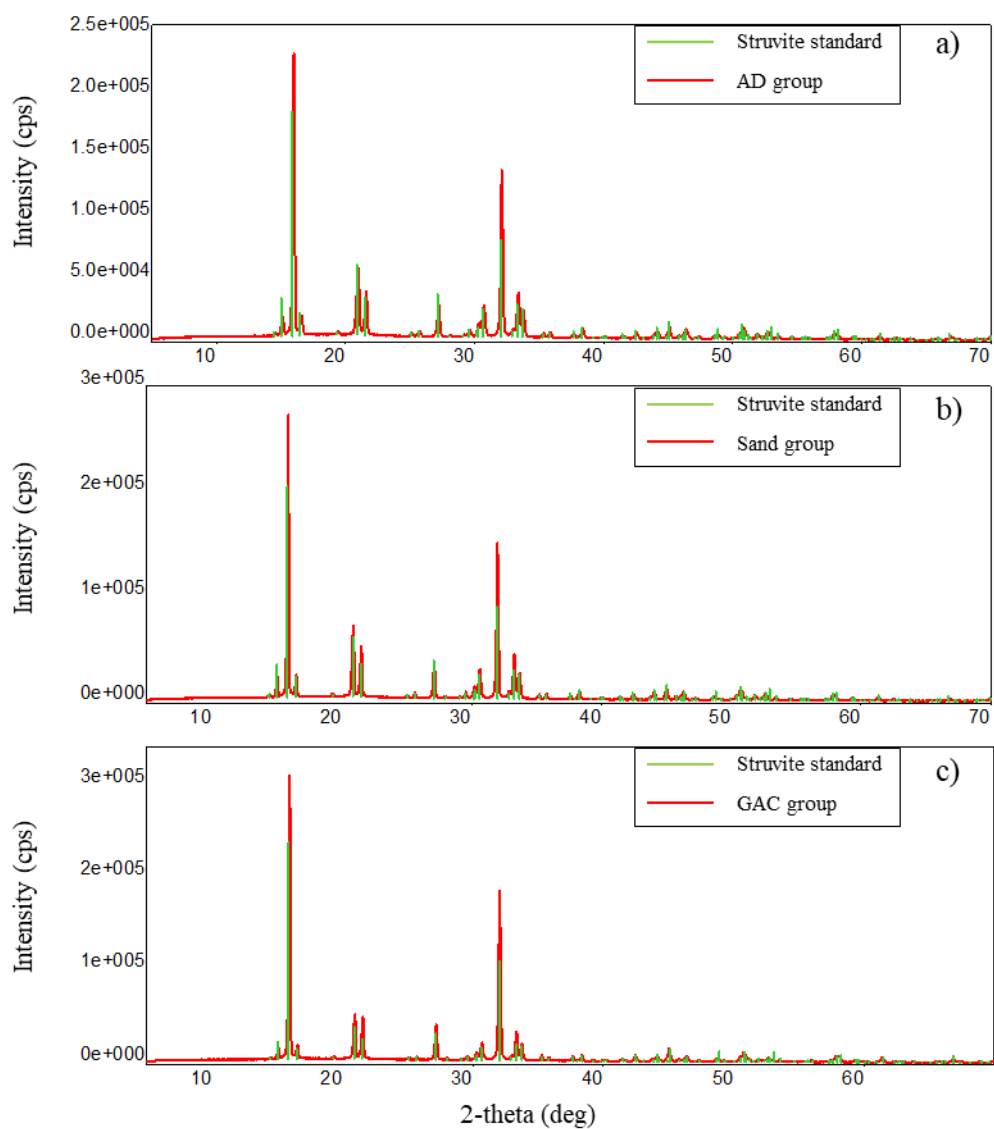 2.5e+005
2.0e+005
1.5e+005
1.0e+005
5.0e+004
0.0e+000
Intensity (cps)
Struvite standard
AD group
a)
10 20 30 40 50 60 70
3e+005
2e+005
1e+005
0e+000
Intensity (cps)
Struvite standard
Sand group
b)
10 20 30 40 50 60 70
3e+005
2e+005
1e+005
0e+000
Intensity (cps)
Struvite standard
GAC group
c)
10 20 30 40 50 60
2-theta (deg)